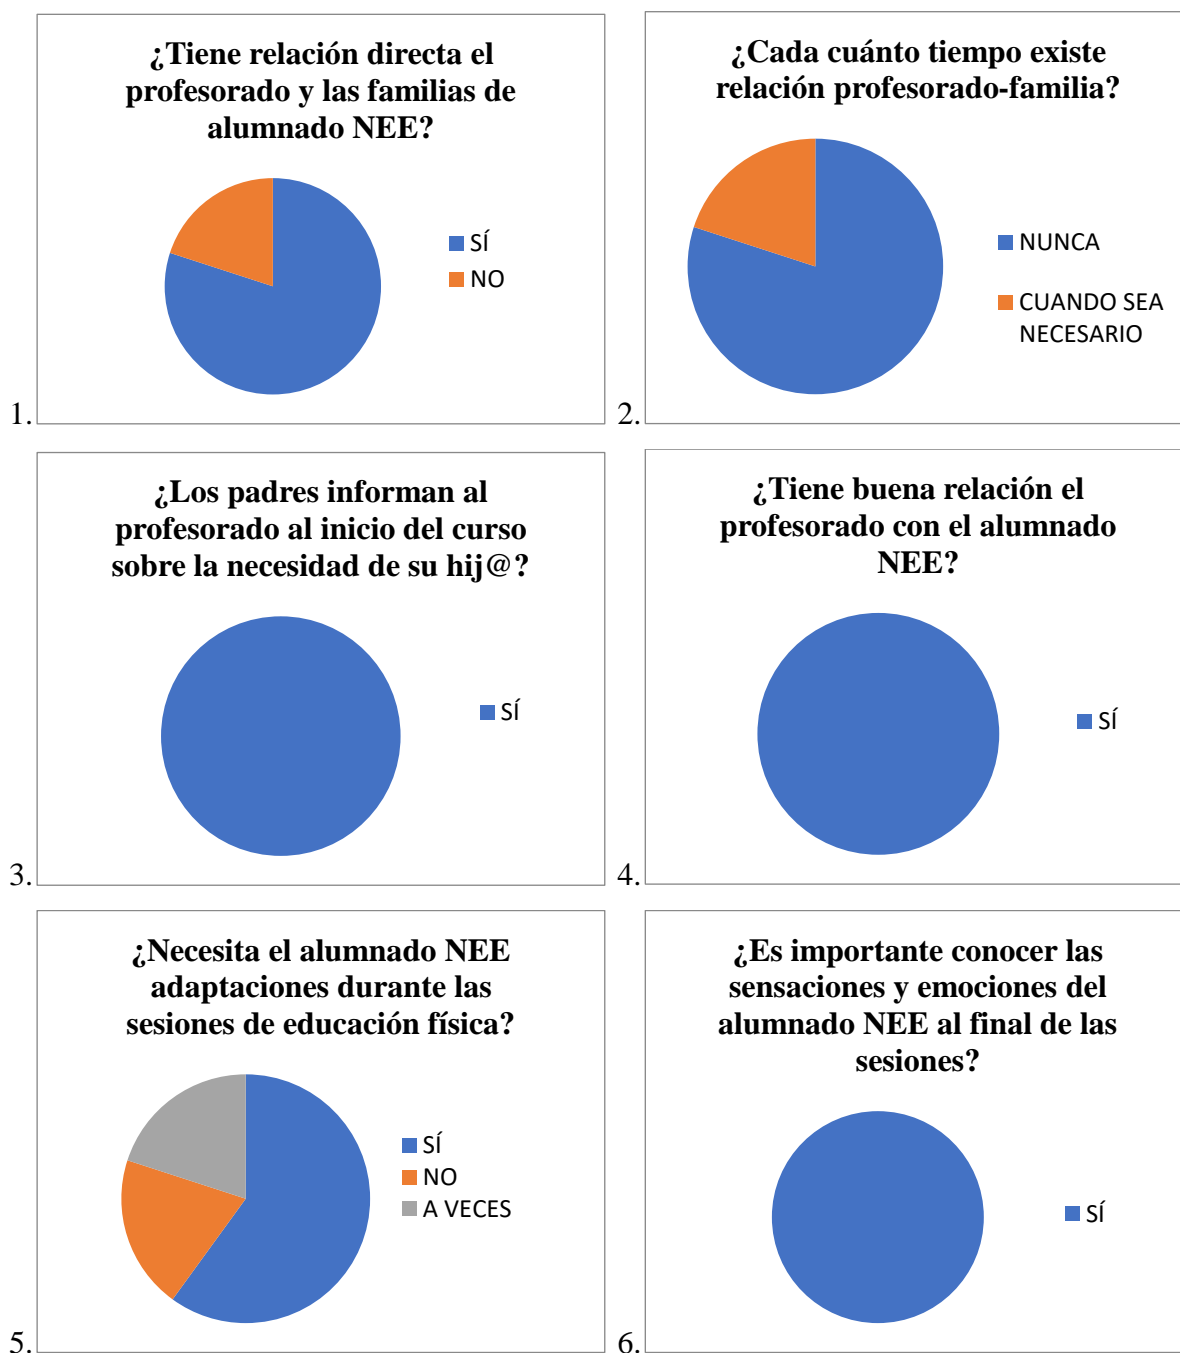 ¿Tiene relación directa el
profesorado y las familias de
alumnado NEE?
SÍ
NO
1.
¿Cada cuánto tiempo existe
relación profesorado-familia?
NUNCA
CUANDO SEA
NECESARIO
2.
¿Los padres informan al
profesorado al inicio del curso
sobre la necesidad de su hij@?
SÍ
3.
¿Tiene buena relación el
profesorado con el alumnado
NEE?
SÍ
4.
¿Necesita el alumnado NEE
adaptaciones durante las
sesiones de educación física?
SÍ
NO
A VECES
5.
¿Es importante conocer las
sensaciones y emociones del
alumnado NEE al final de las
sesiones?
SÍ
6.